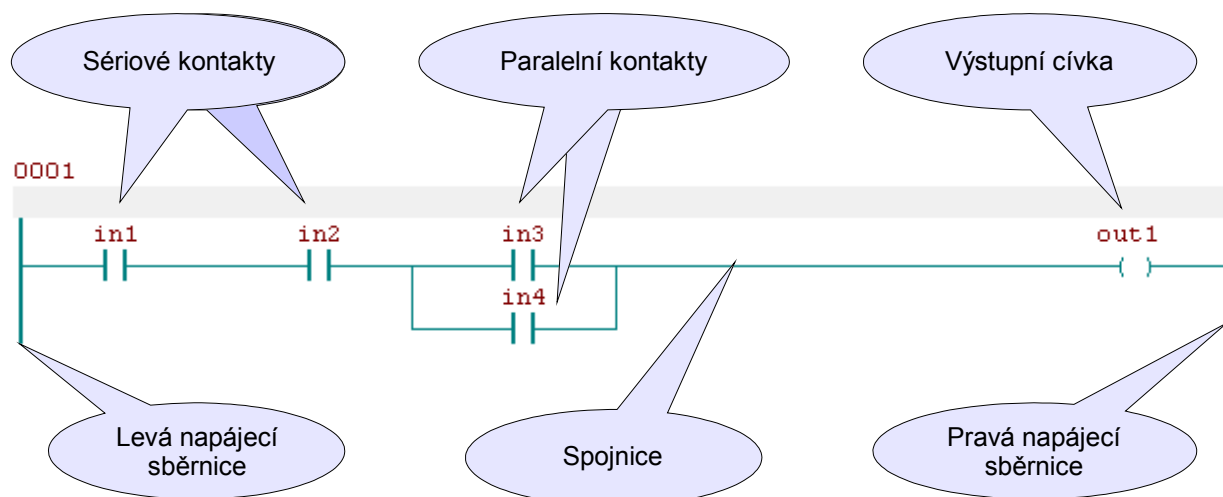 Sériové kontakty
Paralelní kontakty
Výstupní cívka
0001
in1
in2
in3
out1
in4
Levá napájecí
sběrnice
Spojnice
Pravá napájecí
sběrnice